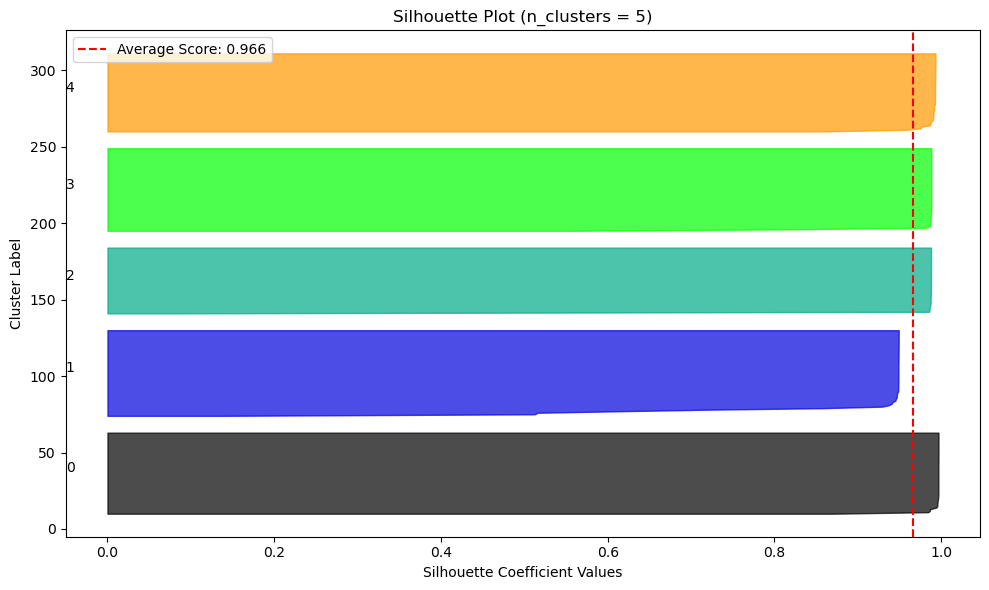 Silhouette Plot (n_clusters = 5)
Average Score: 0.966
300
250
200
150
100
50
0
4
3
2
1
0
Cluster Label
0.0 0.2 0.4 0.6 0.8 1.0
Silhouette Coefficient Values